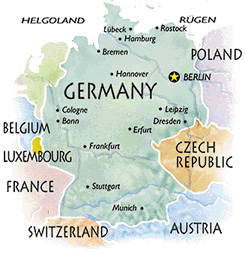 HELGOLAND
RÜGEN
Lübeck
Rostock
Hamburg
Bremen
POLAND
Hannover
BERLIN
GERMANY
Cologne
Leipzig
Bonn
Dresden
BELGIUM
Erfurt
LUXEMBOURG
Frankfurt
CZECH
REPUBLIC
FRANCE
Stuttgart
Munich
SWITZERLAND
AUSTRIA